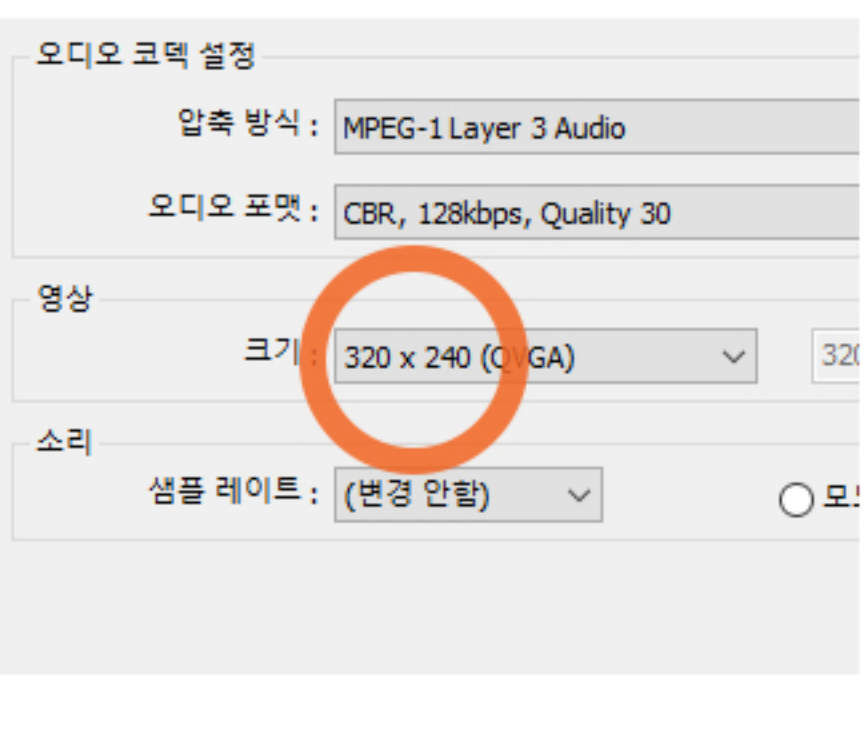 오디오 코덱 설정
압축 방식 : MPEG-1 Layer 3 Audio
오디오 포맷 : CBR, 128kbps, Quality 30
영상
크기 : 320 x 240 (QVGA)
소리
샘플 레이트 : (변경 안함)